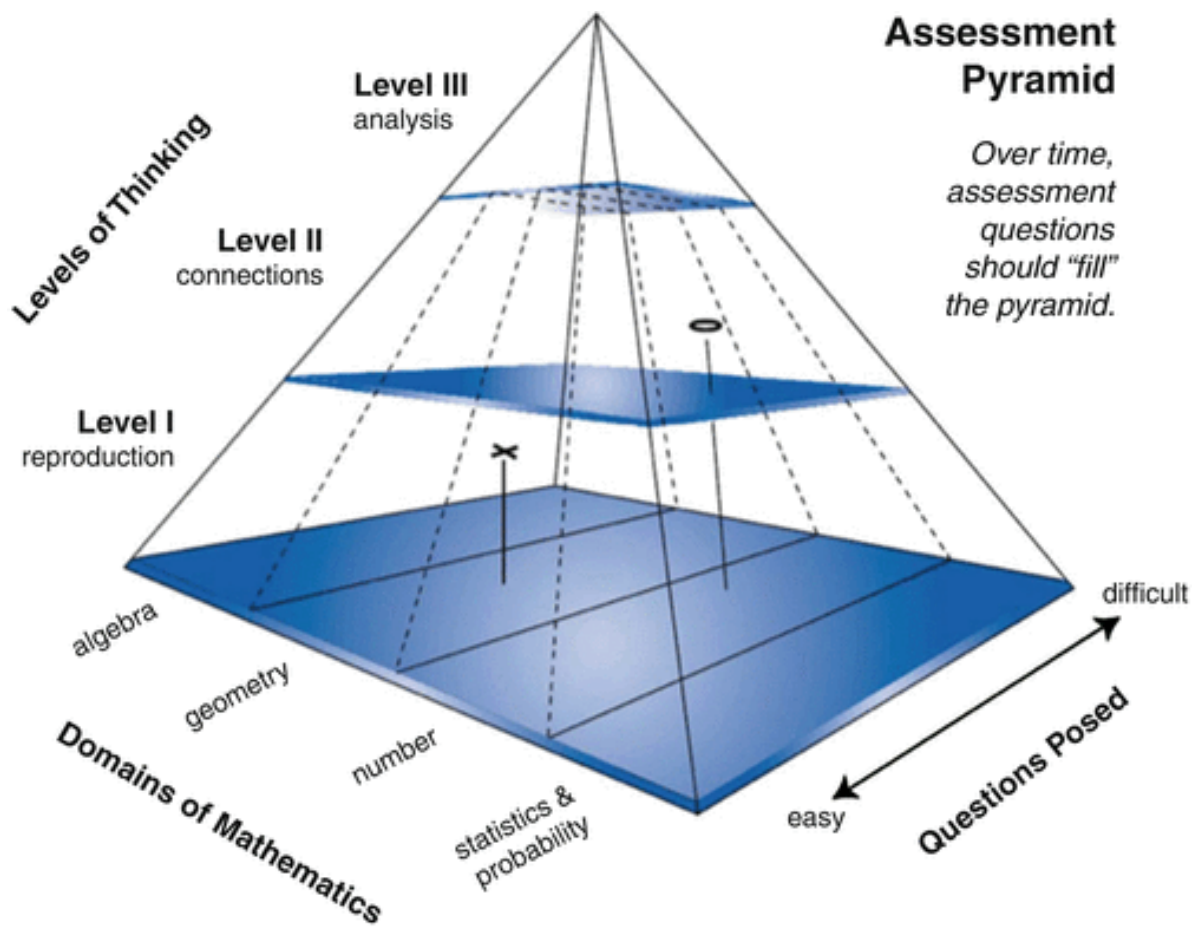 Assessment
Pyramid
Over time,
assessment
questions
should “fill”
the pyramid.
Levels of Thinking
Level III
analysis
Level II
connections
Level I
reproduction
algebra
geometry
number
statistics &
probability
Domains of Mathematics
easy
difficult
Questions Posed